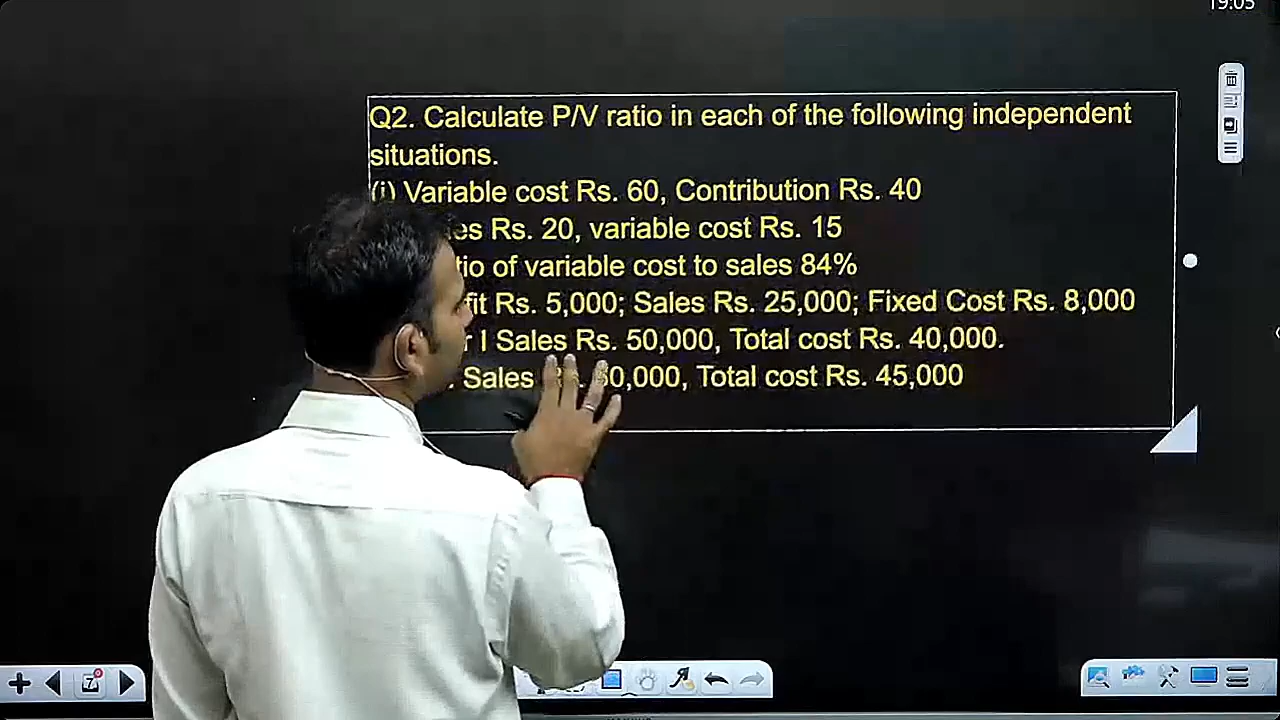 19:05
Q2. Calculate P/V ratio in each of the following independent
situations.
(i) Variable cost Rs. 60, Contribution Rs. 40
Rs. 20, variable cost Rs. 15
of variable cost to sales 84%
Rs. 5,000; Sales Rs. 25,000; Fixed Cost Rs. 8,000
I Sales Rs. 50,000, Total cost Rs. 40,000.
Sales 0,000, Total cost Rs. 45,000
7